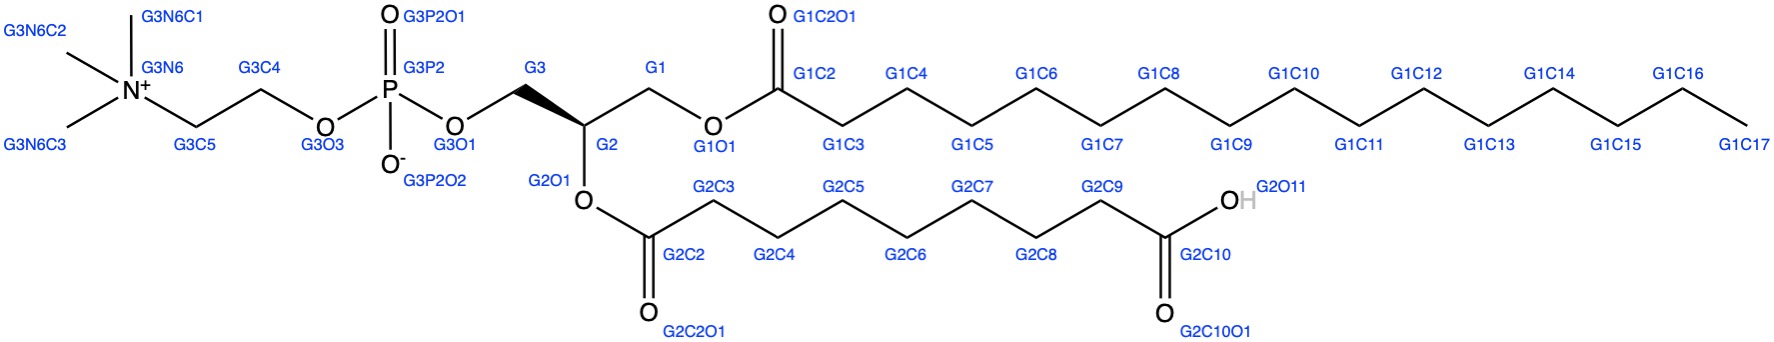 O G3P2O1 O G1C2O1
G3N6C2 G3N6C1
G3N6 G3C4 G3P2 G3 G1 G1C2 G1C4 G1C6 G1C8 G1C10 G1C12 G1C14 G1C16
N+ P
O O O
G3N6C3 G3C5 G3O3 G3O1 G2 G1O1 G1C3 G1C5 G1C7 G1C9 G1C11 G1C13 G1C15 G1C17
O- G3P2O2 G2O1 G2C3 G2C5 G2C7 G2C9 G2O11
O OH
G2C2 G2C4 G2C6 G2C8 G2C10
O O
G2C2O1 G2C10O1